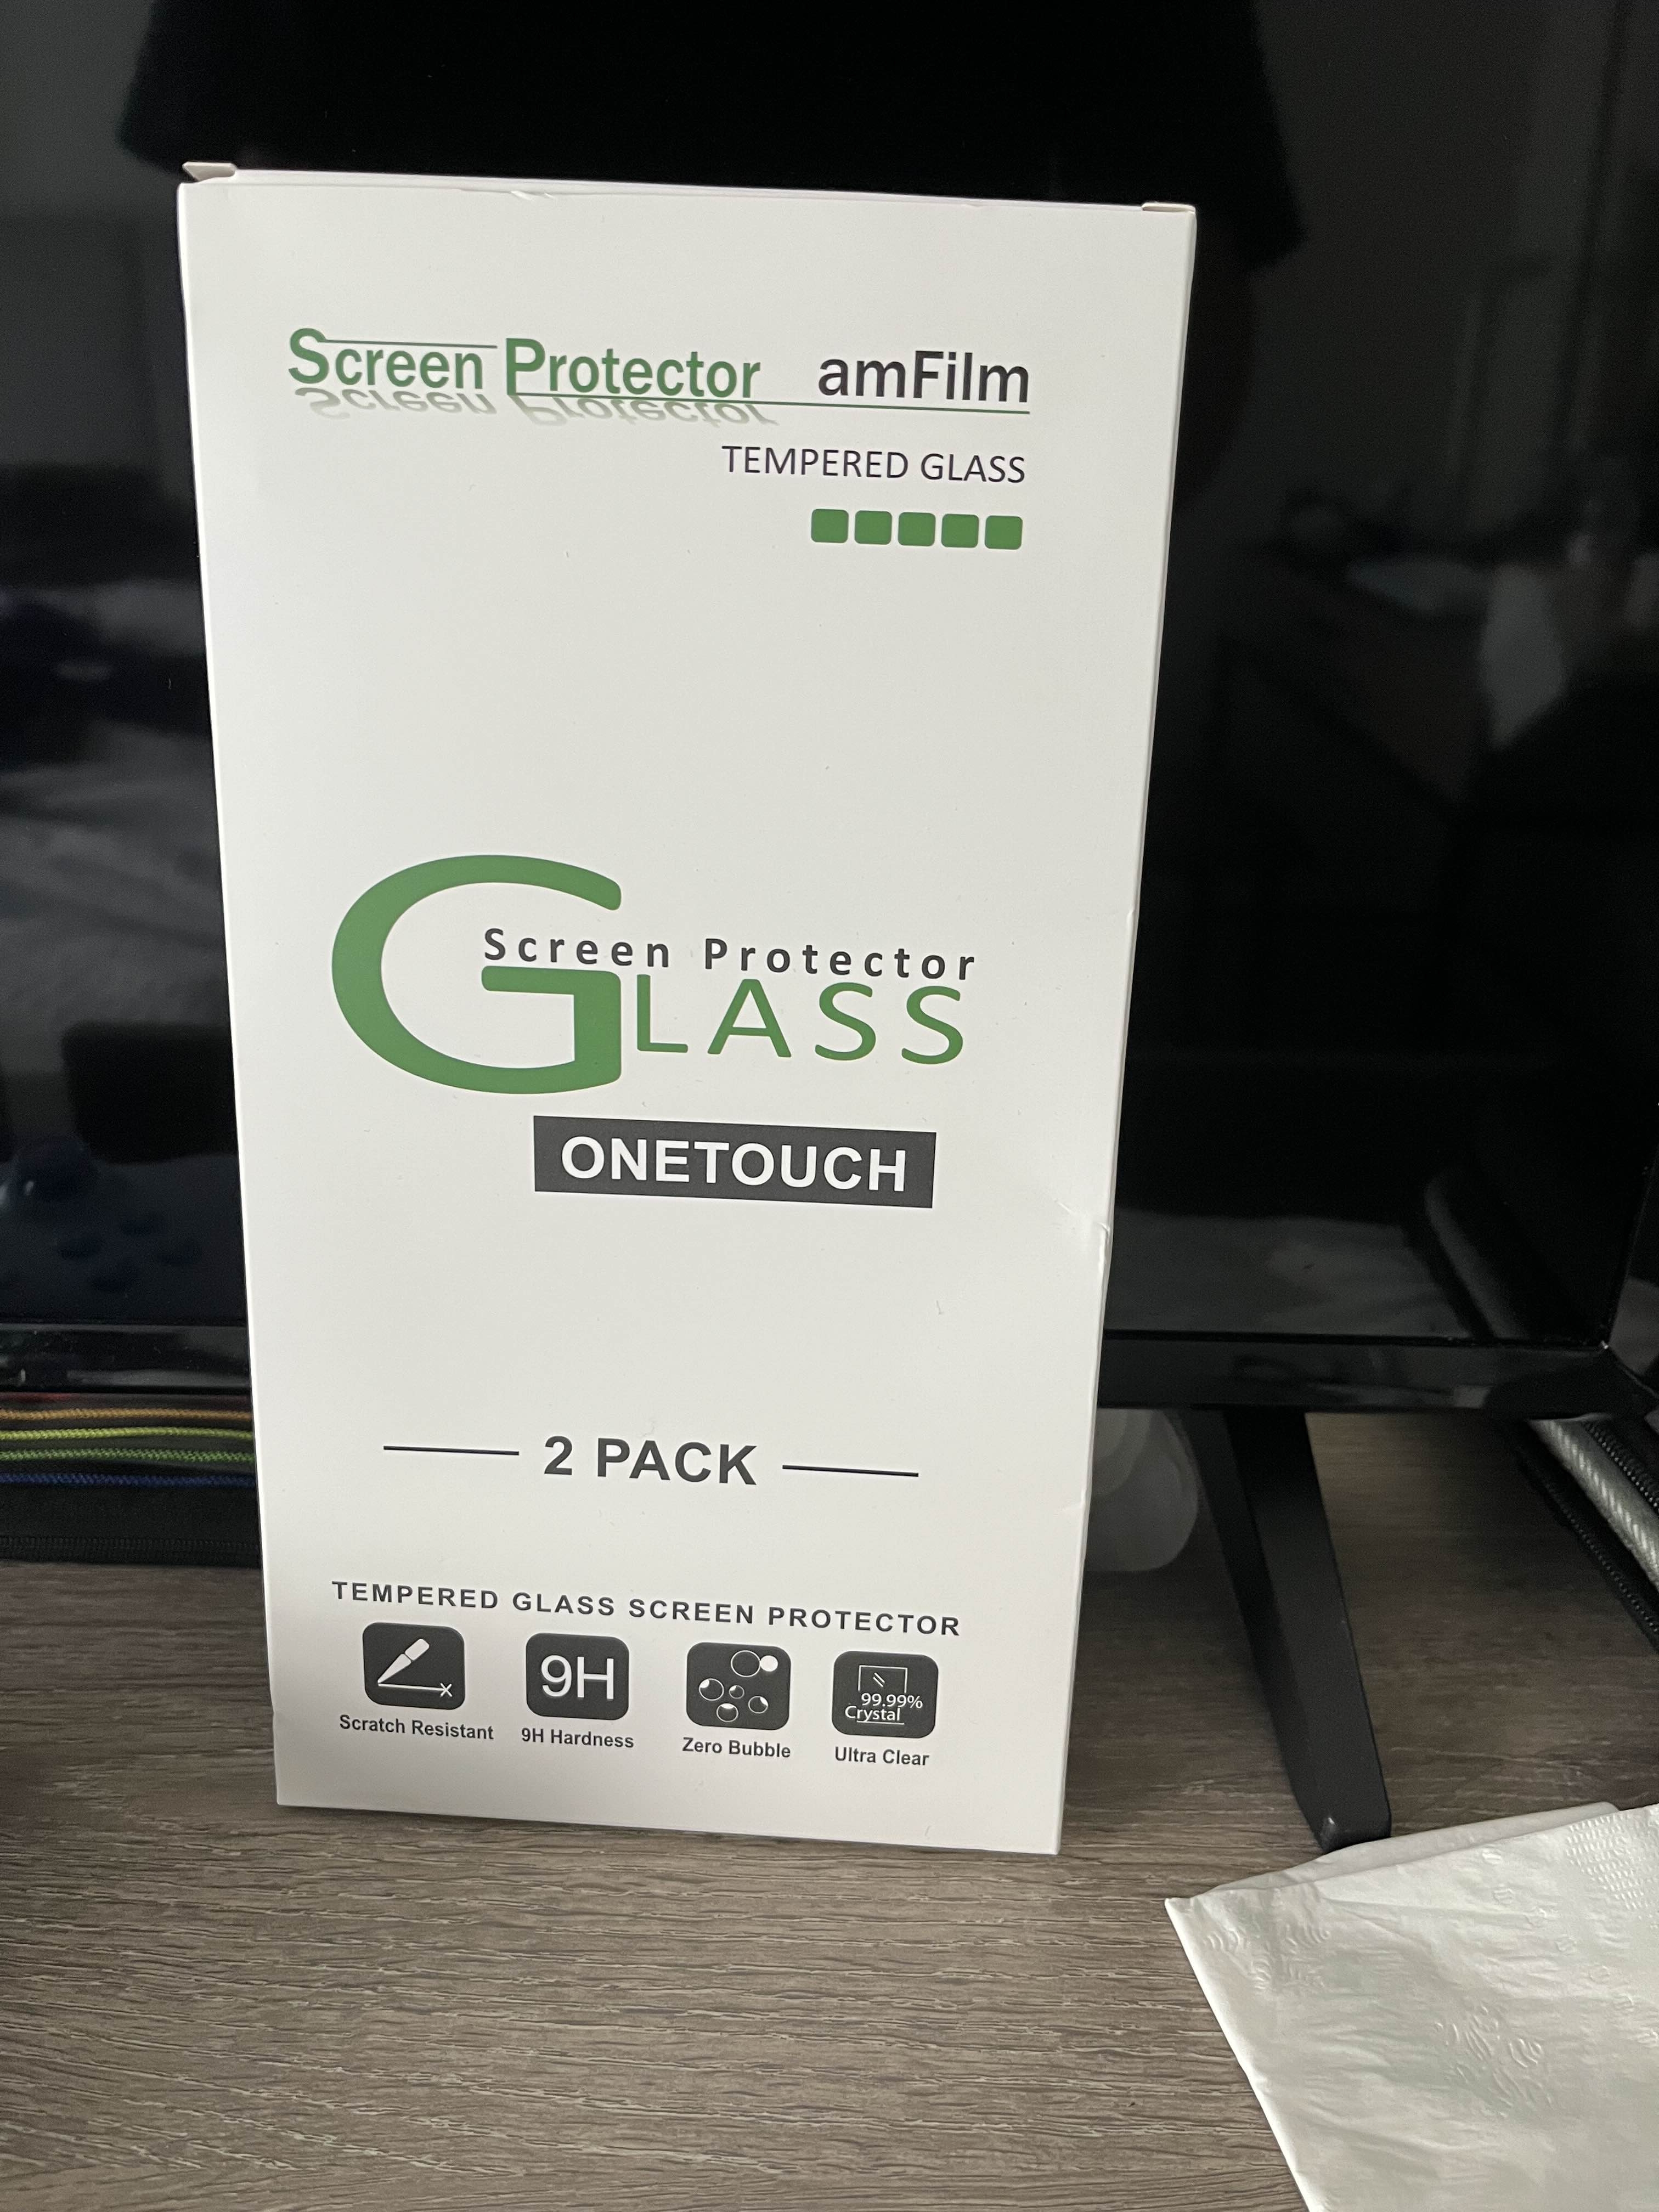 Screen Protector amFilm
TEMPERED GLASS
Screen Protector
GLASS
ONETOUCH
2 PACK
TEMPERED GLASS SCREEN PROTECTOR
9H
99.99%
Crystal
Scratch Resistant 9H Hardness Zero Bubble Ultra Clear